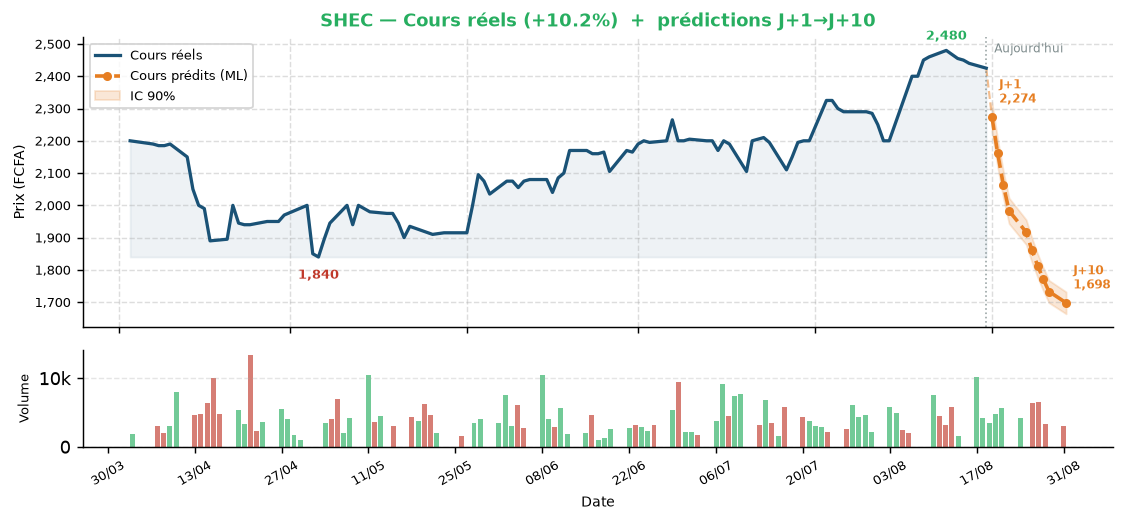 SHEC — Cours réels (+10.2%)  +  prédictions J+1→J+10
Cours réels
Cours prédits (ML)
IC 90%
2,480
Aujourd'hui
J+1
2,274
1,840
J+10
1,698
Prix (FCFA)
2,500
2,400
2,300
2,200
2,100
2,000
1,900
1,800
1,700
Volume
10k
0
30/03
13/04
27/04
11/05
25/05
08/06
22/06
06/07
20/07
03/08
17/08
31/08
Date